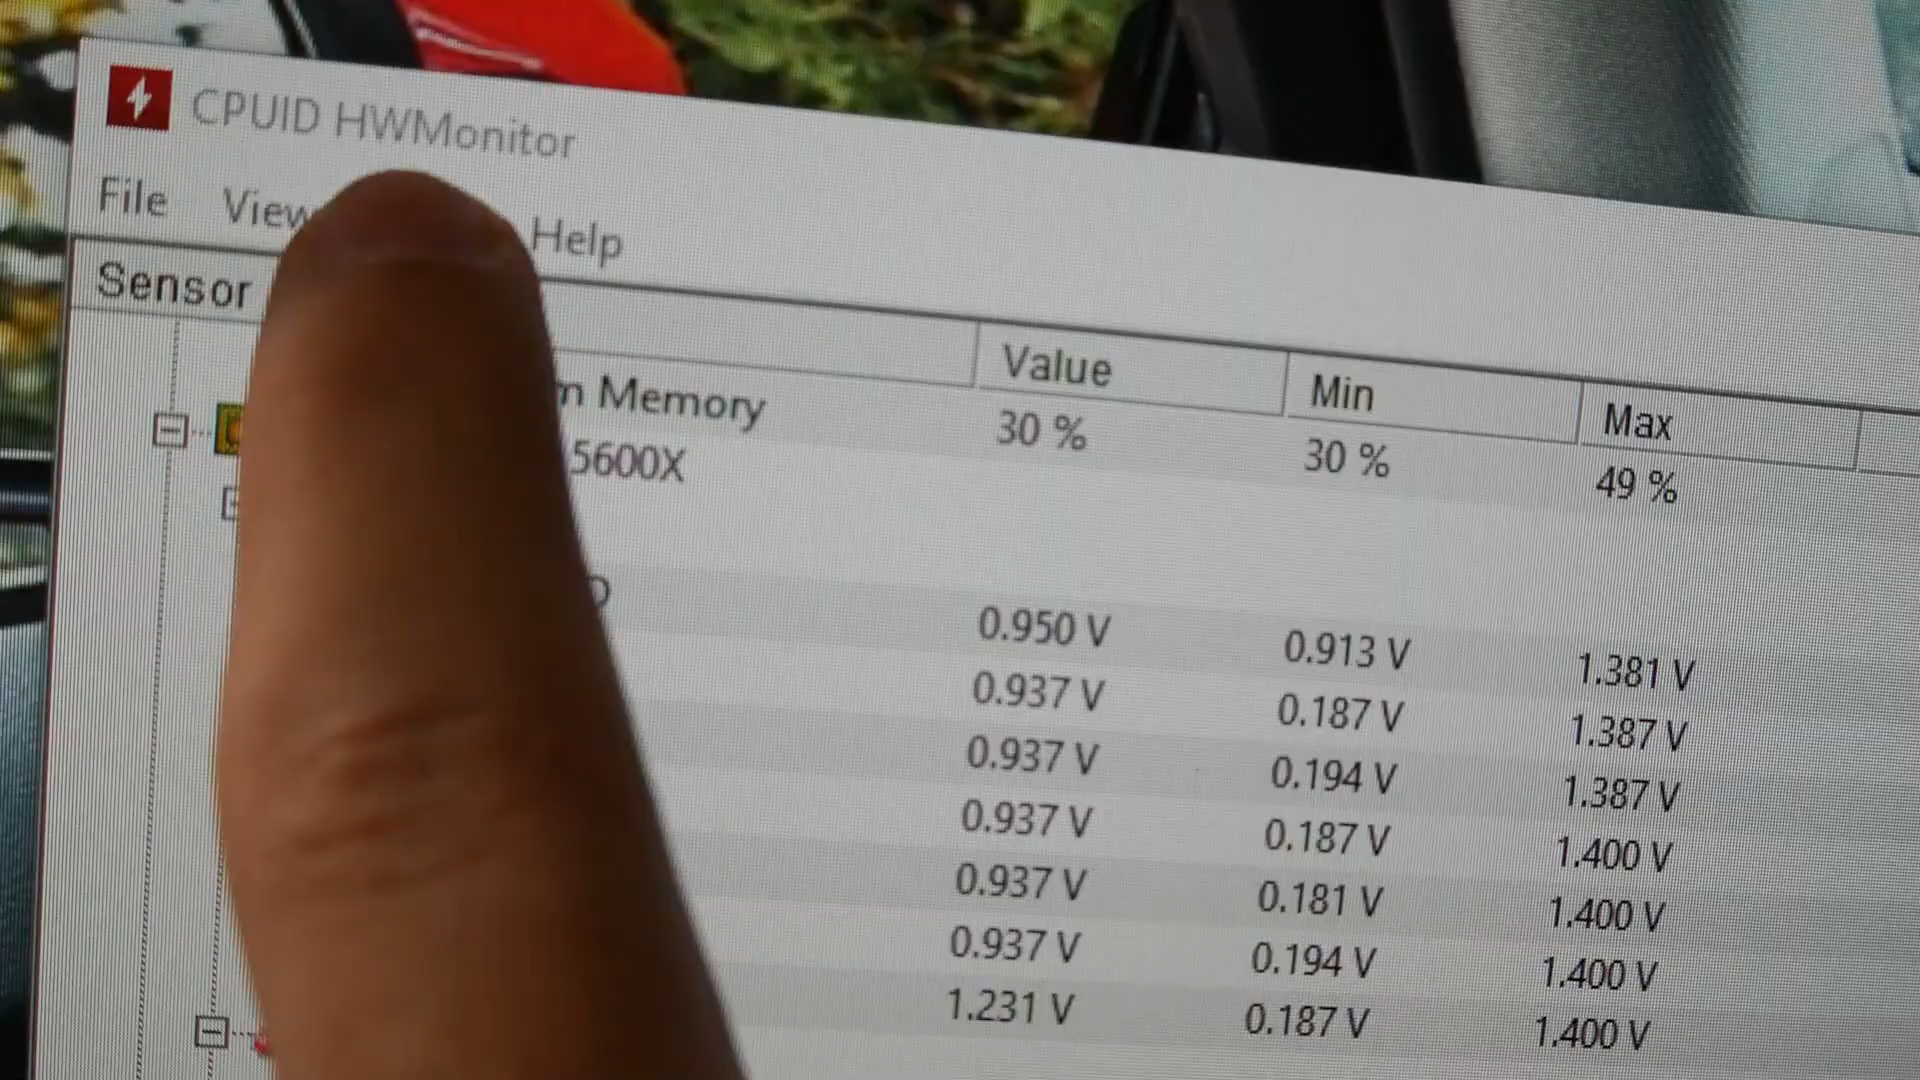 CPUID HWMonitor
File View Help
Sensor Value Min Max
Memory 30 % 30 % 49 %
5600X
0.950 V 0.913 V 1.381 V
0.937 V 0.187 V 1.387 V
0.937 V 0.194 V 1.387 V
0.937 V 0.187 V 1.400 V
0.937 V 0.181 V 1.400 V
0.937 V 0.194 V 1.400 V
1.231 V 0.187 V 1.400 V